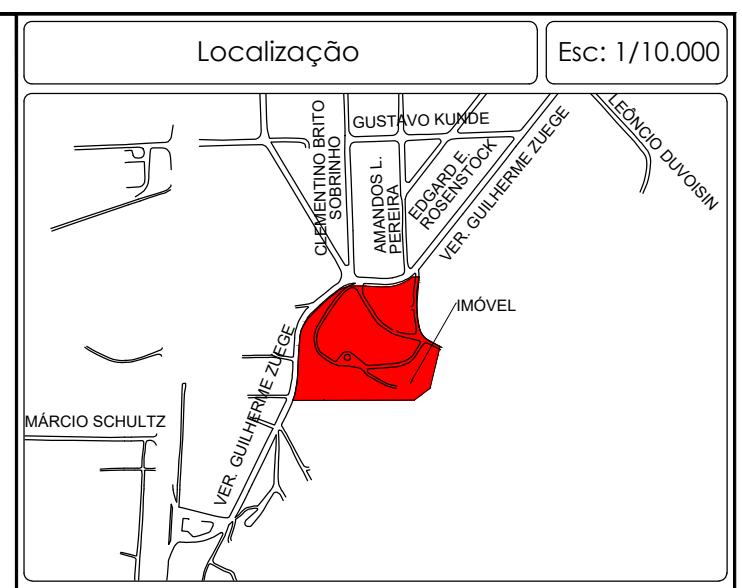 Localização
Esc: 1/10.000
CLEMENTINO BRITO
SOBRINHO
GUSTAVO KUNDE
LEÔNCIO DUVOISIN
AMANDOS L.
PEREIRA
EDGARD E.
ROSENSTOCK
VER. GUILHERME ZUEGE
IMÓVEL
VER. GUILHERME ZUEGE
MÁRCIO SCHULTZ